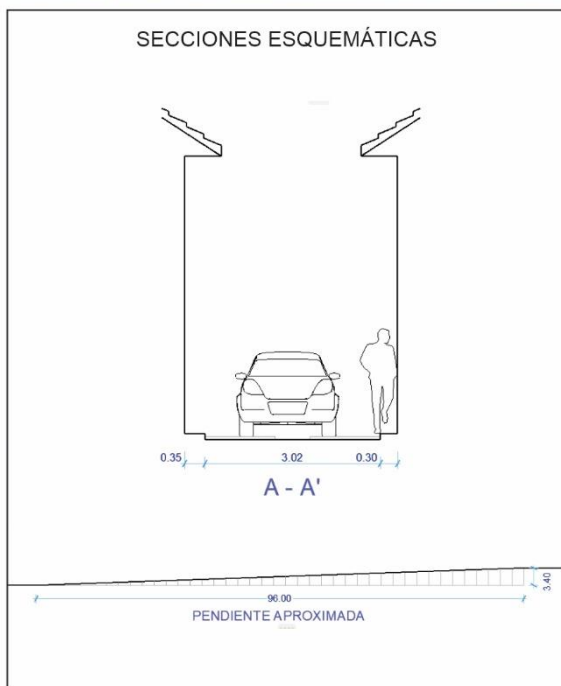 SECCIONES ESQUEMÁTICAS
0.35 3.02 0.30
A - A'
3.40
96.00
PENDIENTE APROXIMADA